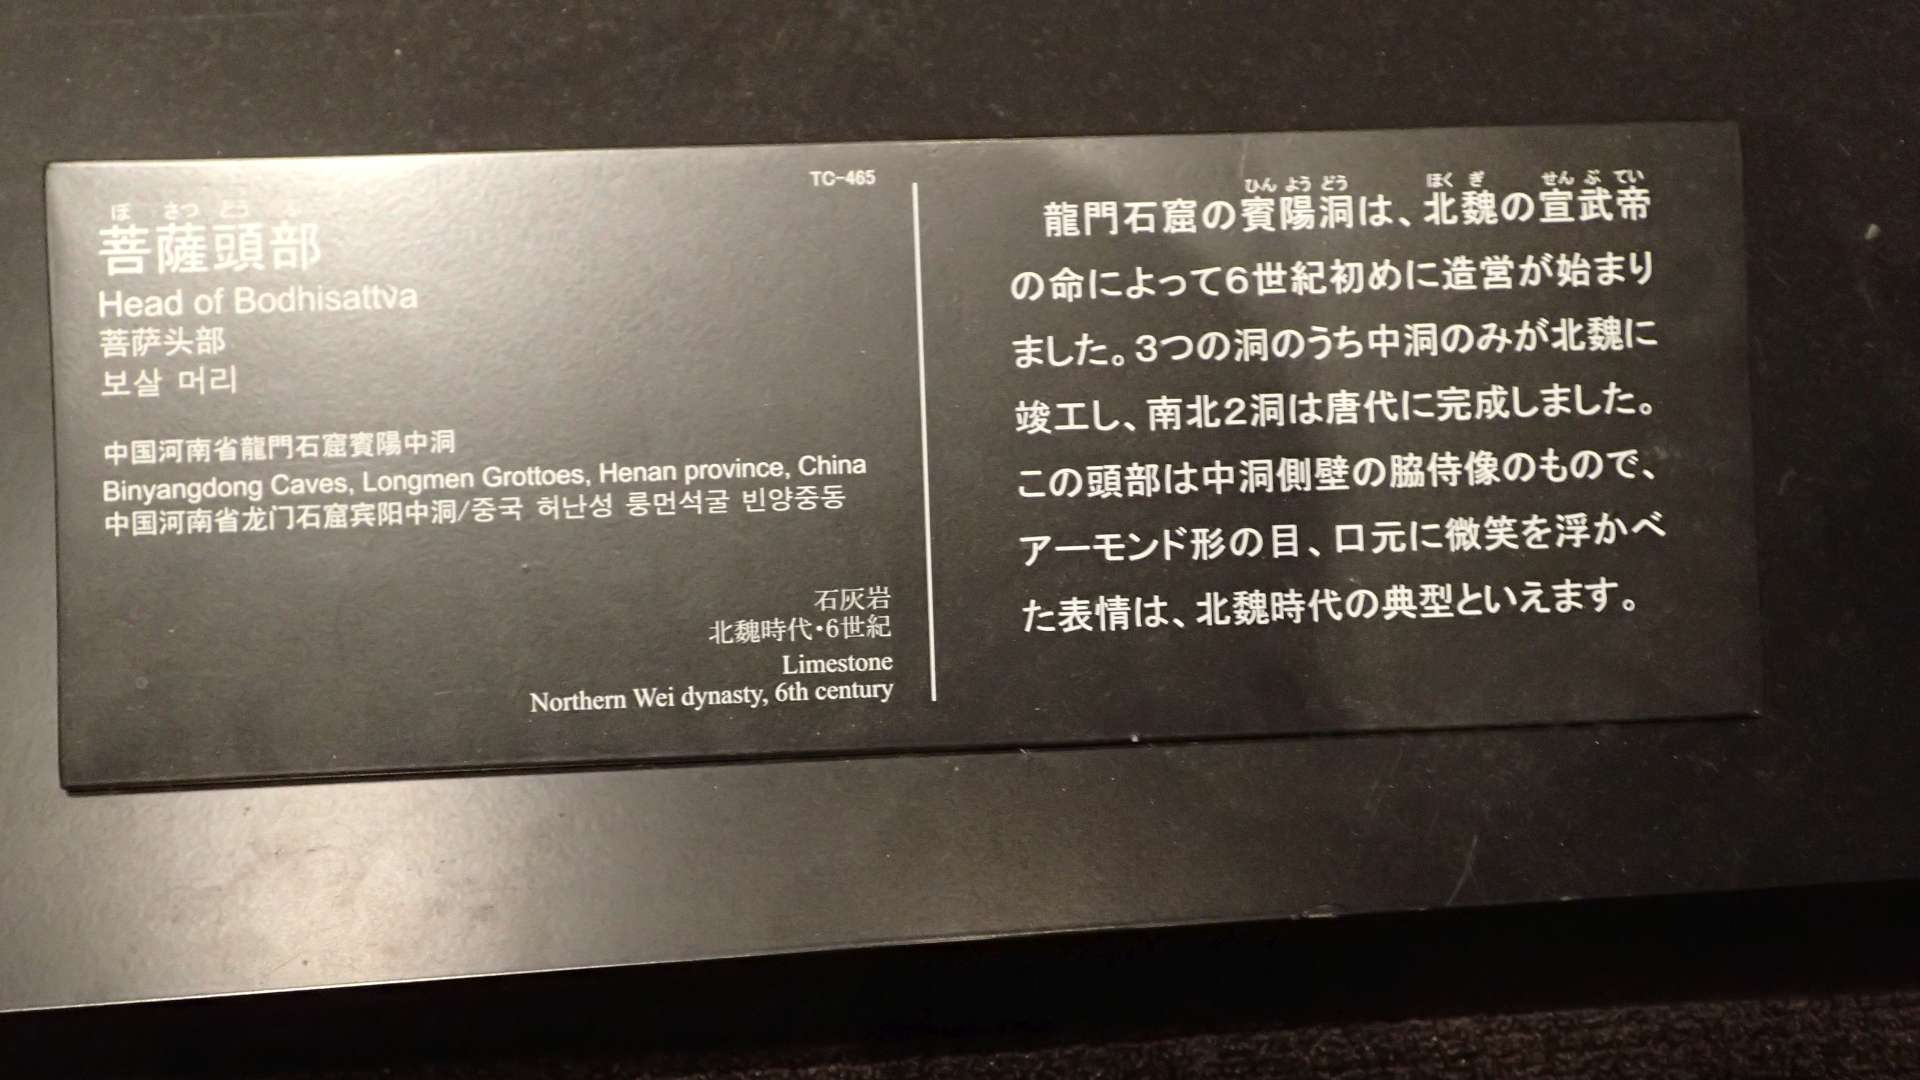 TC-465
ぼ さつ とう ぶ
菩薩頭部
Head of Bodhisattva
菩萨头部
보살 머리
中国河南省龍門石窟賓陽中洞
Binyangdong Caves, Longmen Grottoes, Henan province, China
中国河南省龙门石窟宾阳中洞/중국 허난성 룽먼석굴 빈양중동
石灰岩
北魏時代・6世紀
Limestone
Northern Wei dynasty, 6th century
ひん よう どう ほく ぎ せん ぶ てい
龍門石窟の賓陽洞は、北魏の宣武帝
の命によって6世紀初めに造営が始まり
ました。3つの洞のうち中洞のみが北魏に
竣工し、南北2洞は唐代に完成しました。
この頭部は中洞側壁の脇侍像のもので、
アーモンド形の目、口元に微笑を浮かべ
た表情は、北魏時代の典型といえます。